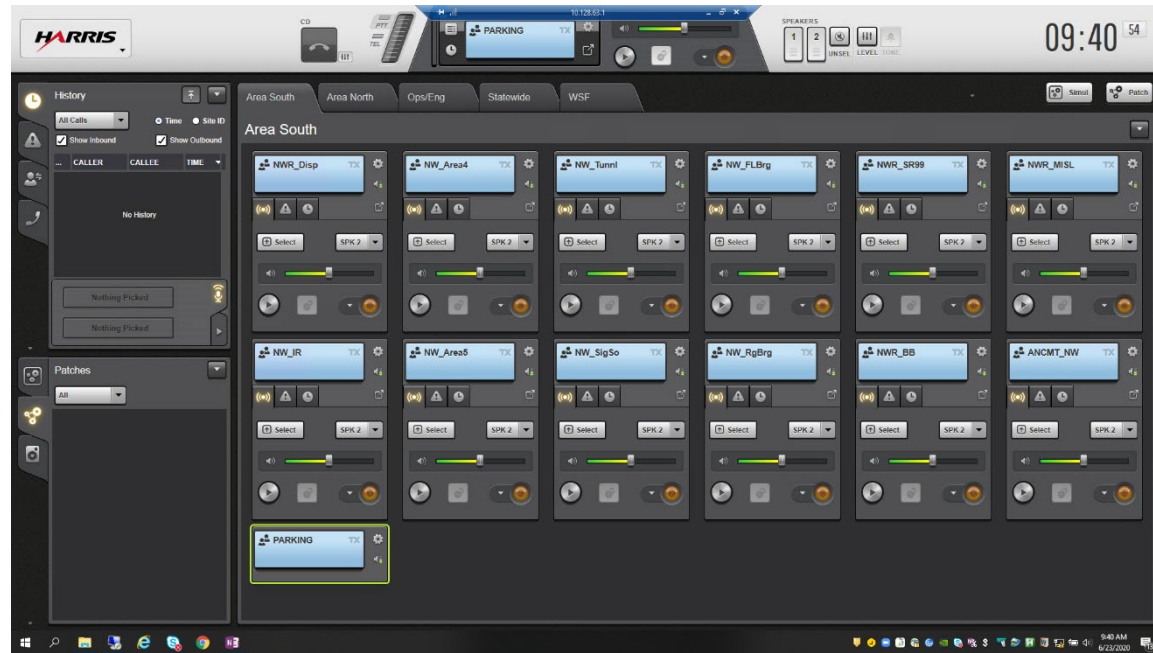 HARRIS
CD
PTT
TEL
10.128.63.1
PARKING TX
SPEAKERS
1 2 UNSEL LEVEL TONE
09:40 54
History
All Calls Time Site ID
Show Inbound Show Outbound
... CALLER CALLEE TIME
No History
Nothing Picked
Nothing Picked
Patches
All
Area South Area North Ops/Eng Statewide WSF
Simul Patch
Area South
NWR_Disp TX NW_Area4 TX NW_Tunnl TX NW_FLBrg TX NWR_SR99 TX NWR_MISL TX
Select SPK 2 Select SPK 2 Select SPK 2 Select SPK 2 Select SPK 2 Select SPK 2
NW_IR TX NW_Area5 TX NW_SigSo TX NW_RgBrg TX NWR_BB TX ANCMT_NW TX
Select SPK 2 Select SPK 2 Select SPK 2 Select SPK 2 Select SPK 2 Select SPK 2
PARKING TX
9:40 AM
6/23/2020